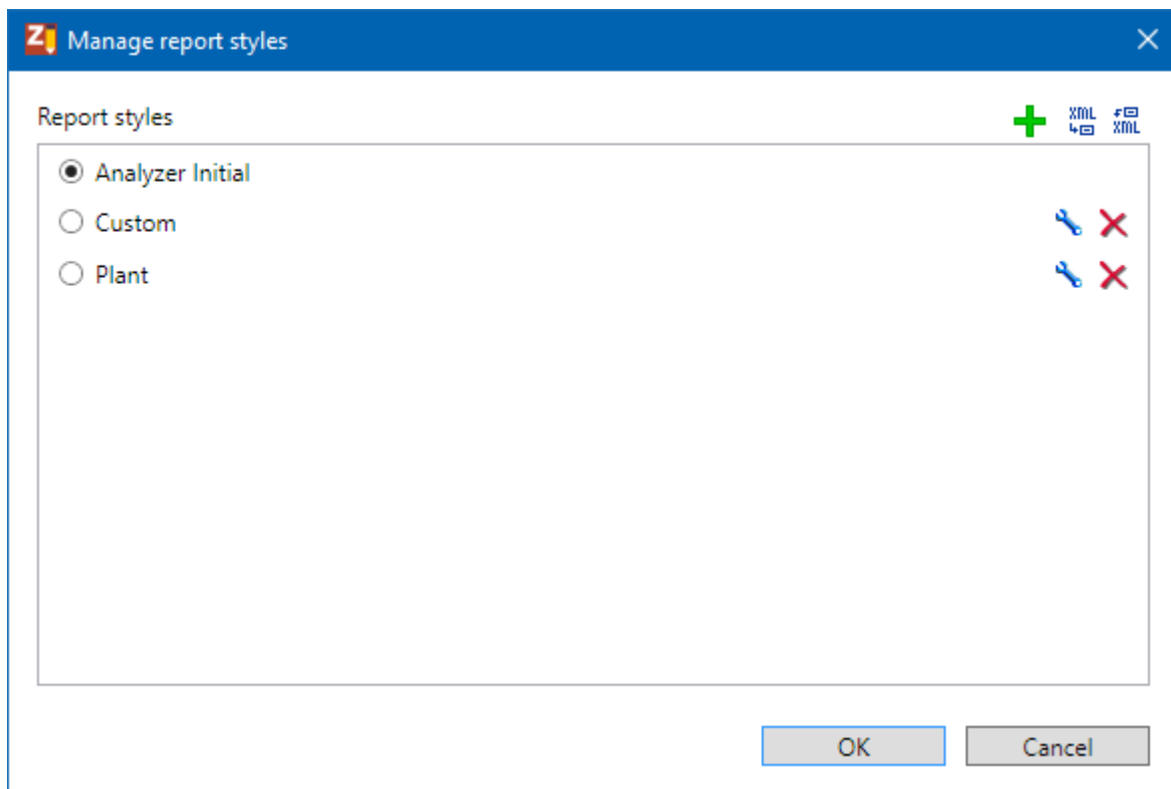 Z Manage report styles
Report styles
XML XML
Analyzer Initial
Custom
Plant
OK Cancel